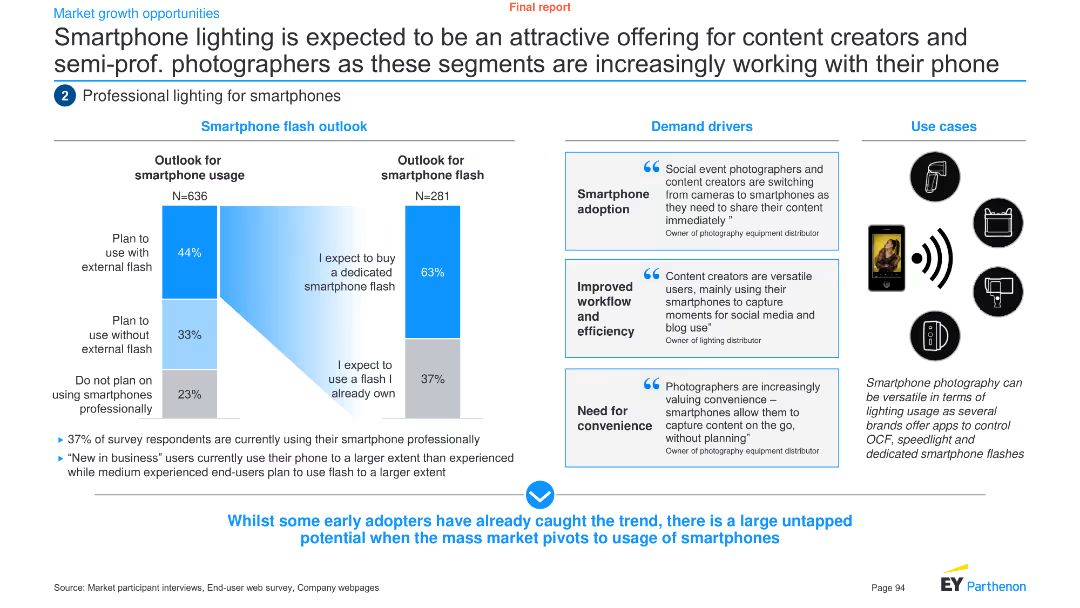 Market growth opportunities
Final report
Smartphone lighting is expected to be an attractive offering for content creators and
semi-prof. photographers as these segments are increasingly working with their phone
2 Professional lighting for smartphones
Smartphone flash outlook
Outlook for
smartphone usage
N=636
Plan to
use with
external flash
44%
Plan to
use without
external flash
33%
Do not plan on
using smartphones
professionally
23%
Outlook for
smartphone flash
N=281
I expect to buy
a dedicated
smartphone flash
63%
I expect to
use a flash I
already own
37%
▸ 37% of survey respondents are currently using their smartphone professionally
▸ “New in business” users currently use their phone to a larger extent than experienced
while medium experienced end-users plan to use flash to a larger extent
Demand drivers
Smartphone
adoption
“ Social event photographers and
content creators are switching
from cameras to smartphones as
they need to share their content
immediately ”
Owner of photography equipment distributor
Improved
workflow
and
efficiency
“ Content creators are versatile
users, mainly using their
smartphones to capture
moments for social media and
blog use”
Owner of lighting distributor
Need for
convenience
“ Photographers are increasingly
valuing convenience –
smartphones allow them to
capture content on the go,
without planning”
Owner of photography equipment distributor
Use cases
Smartphone photography can
be versatile in terms of
lighting usage as several
brands offer apps to control
OCF, speedlight and
dedicated smartphone flashes
Whilst some early adopters have already caught the trend, there is a large untapped
potential when the mass market pivots to usage of smartphones
Source: Market participant interviews, End-user web survey, Company webpages
Page 94
EY Parthenon